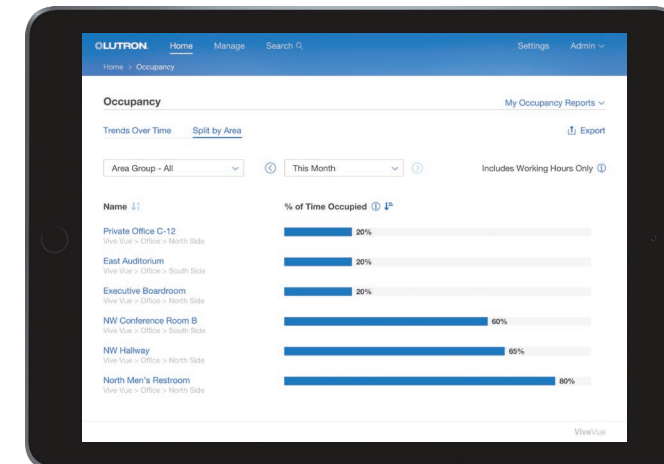 LUTRON Home Manage Search Settings Admin
Home > Occupancy
Occupancy My Occupancy Reports
Trends Over Time Split by Area Export
Area Group - All This Month Includes Working Hours Only
Name % of Time Occupied
Private Office C-12 20%
Vive Vue > Office > North Side
East Auditorium 20%
Vive Vue > Office > South Side
Executive Boardroom 20%
Vive Vue > Office > North Side
NW Conference Room B 60%
Vive Vue > Office > South Side
NW Hallway 65%
Vive Vue > Office > North Side
North Men's Restroom 80%
Vive Vue > Office > North Side
ViveVue